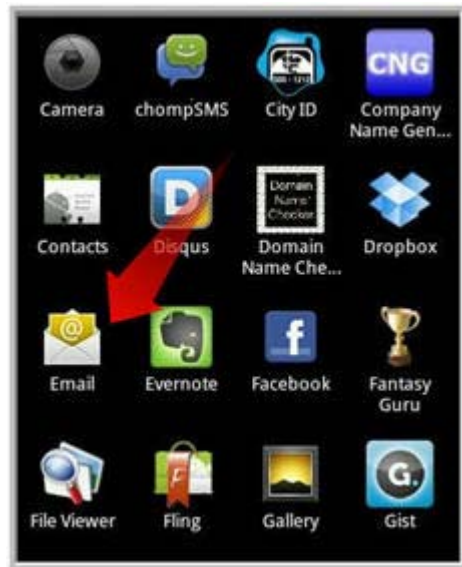 CNG
Camera
chompSMS
City ID
Company
Name Gen...
Domain
Name
Checker
D
Contacts
Disqus
Domain
Name Che...
Dropbox
@
f
Email
Evernote
Facebook
Fantasy
Guru
F
G.
File Viewer
Fling
Gallery
Gist